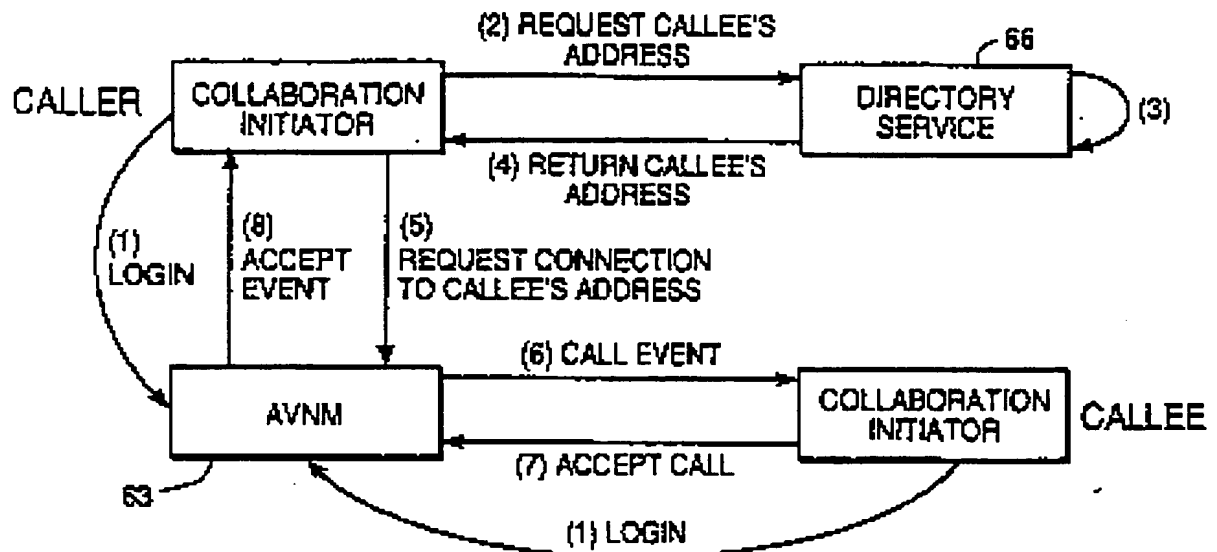 (2) REQUEST CALLEE'S
ADDRESS
66
CALLER
COLLABORATION
INITIATOR
DIRECTORY
SERVICE
(3)
(4) RETURN CALLEE'S
ADDRESS
(1)
LOGIN
(8)
ACCEPT
EVENT
(5)
REQUEST CONNECTION
TO CALLEE'S ADDRESS
(6) CALL EVENT
AVNM
COLLABORATION
INITIATOR
CALLEE
(7) ACCEPT CALL
63
(1) LOGIN